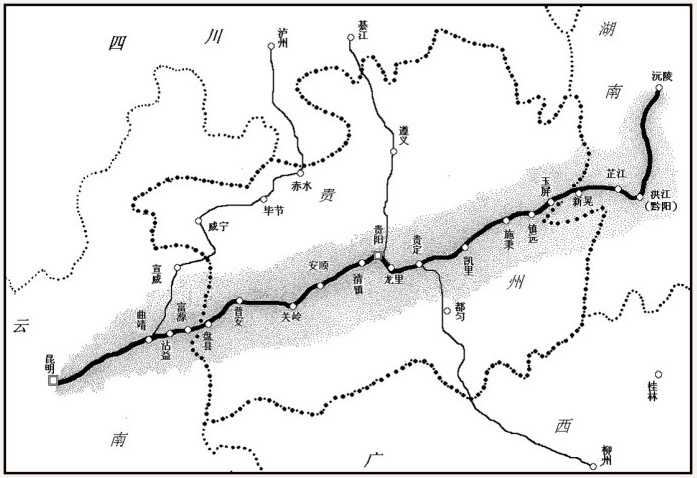 四川
泸州
綦江
湖南
沅陵
遵义
赤水
贵州
毕节
玉屏
芷江
新晃
洪江
(黔阳)
威宁
贵阳
贵定
施秉
镇远
宣威
安顺
清镇
龙里
凯里
云南
曲靖
富源
普安
关岭
都匀
沾益
盘县
昆明
桂林
广西
柳州